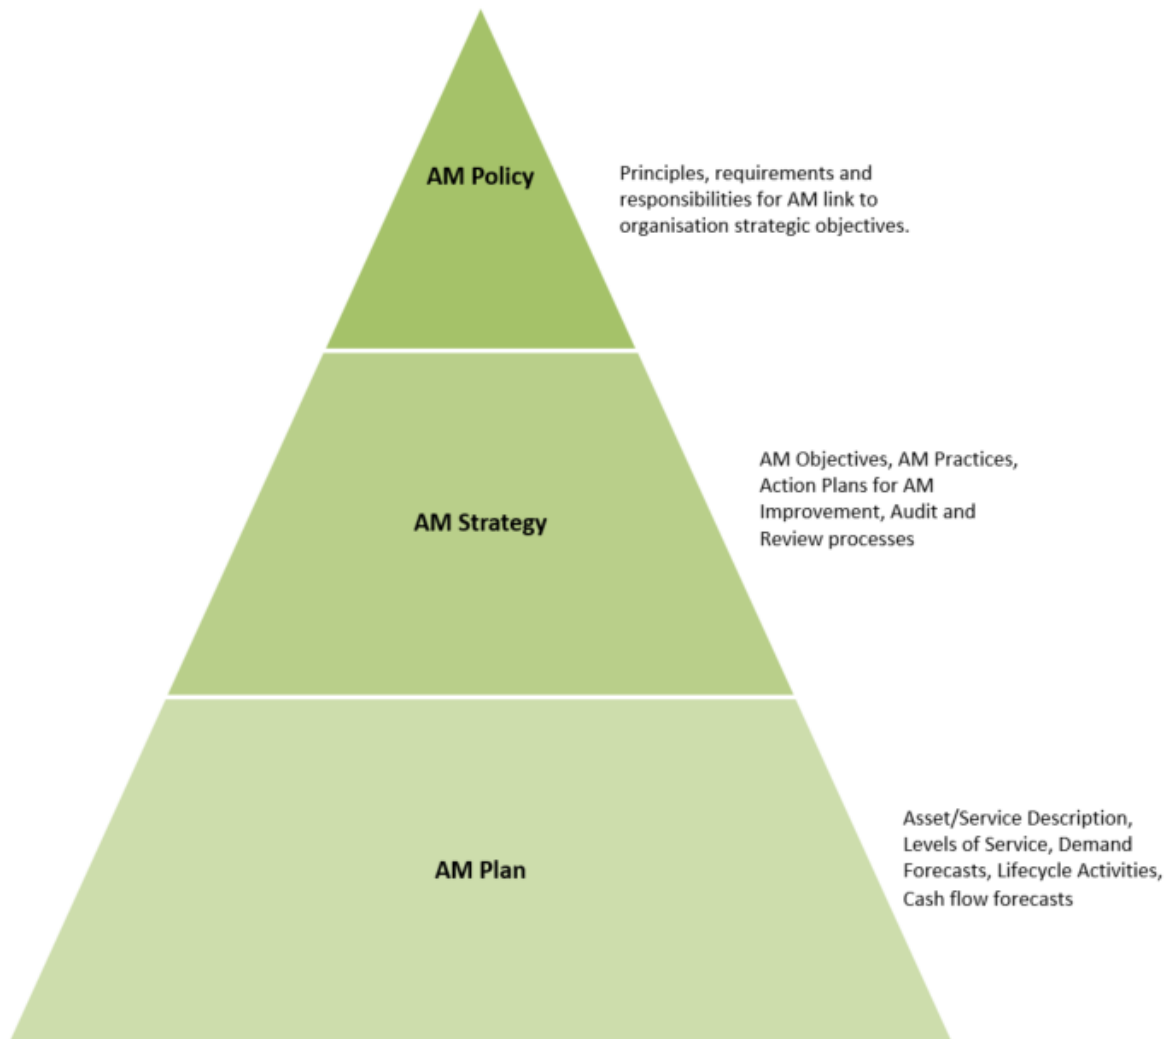 AM Policy
Principles, requirements and
responsibilities for AM link to
organisation strategic objectives.
AM Strategy
AM Objectives, AM Practices,
Action Plans for AM
Improvement, Audit and
Review processes
AM Plan
Asset/Service Description,
Levels of Service, Demand
Forecasts, Lifecycle Activities,
Cash flow forecasts